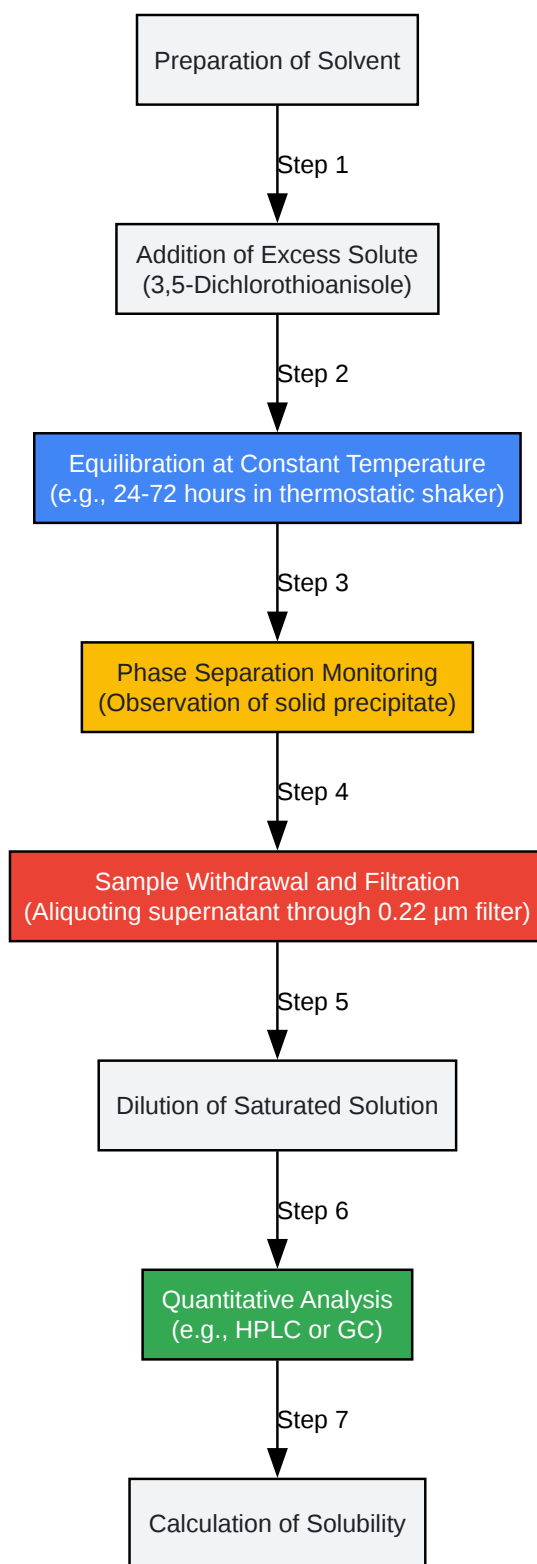 Preparation of Solvent
Step 1
Addition of Excess Solute
(3,5-Dichlorothioanisole)
Step 2
Equilibration at Constant Temperature
(e.g., 24-72 hours in thermostatic shaker)
Step 3
Phase Separation Monitoring
(Observation of solid precipitate)
Step 4
Sample Withdrawal and Filtration
(Aliquoting supernatant through 0.22 µm filter)
Step 5
Dilution of Saturated Solution
Step 6
Quantitative Analysis
(e.g., HPLC or GC)
Step 7
Calculation of Solubility